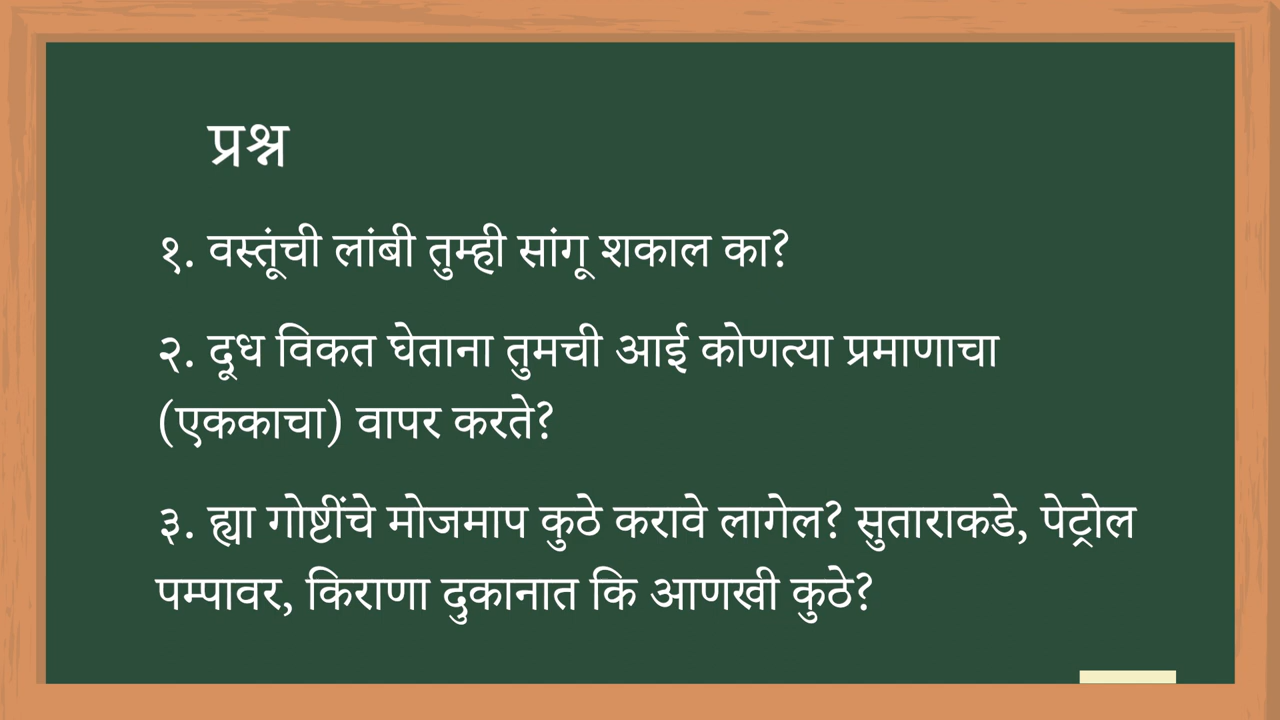 प्रश्न
१. वस्तूंची लांबी तुम्ही सांगू शकाल का?
२. दूध विकत घेताना तुमची आई कोणत्या प्रमाणाचा
(एककाचा) वापर करते?
३. ह्या गोष्टींचे मोजमाप कुठे करावे लागेल? सुताराकडे, पेट्रोल
पम्पावर, किराणा दुकानात कि आणखी कुठे?